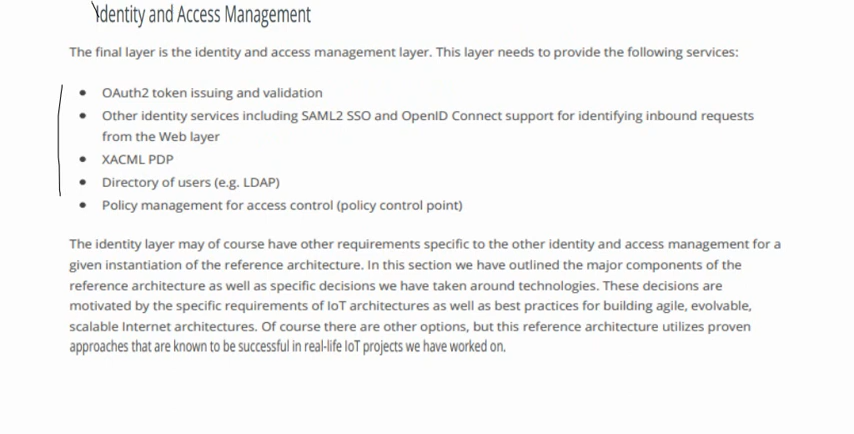 Identity and Access Management
The final layer is the identity and access management layer. This layer needs to provide the following services:
● OAuth2 token issuing and validation
● Other identity services including SAML2 SSO and OpenID Connect support for identifying inbound requests
from the Web layer
● XACML PDP
● Directory of users (e.g. LDAP)
● Policy management for access control (policy control point)
The identity layer may of course have other requirements specific to the other identity and access management for a
given instantiation of the reference architecture. In this section we have outlined the major components of the
reference architecture as well as specific decisions we have taken around technologies. These decisions are
motivated by the specific requirements of IoT architectures as well as best practices for building agile, evolvable,
scalable Internet architectures. Of course there are other options, but this reference architecture utilizes proven
approaches that are known to be successful in real-life IoT projects we have worked on.